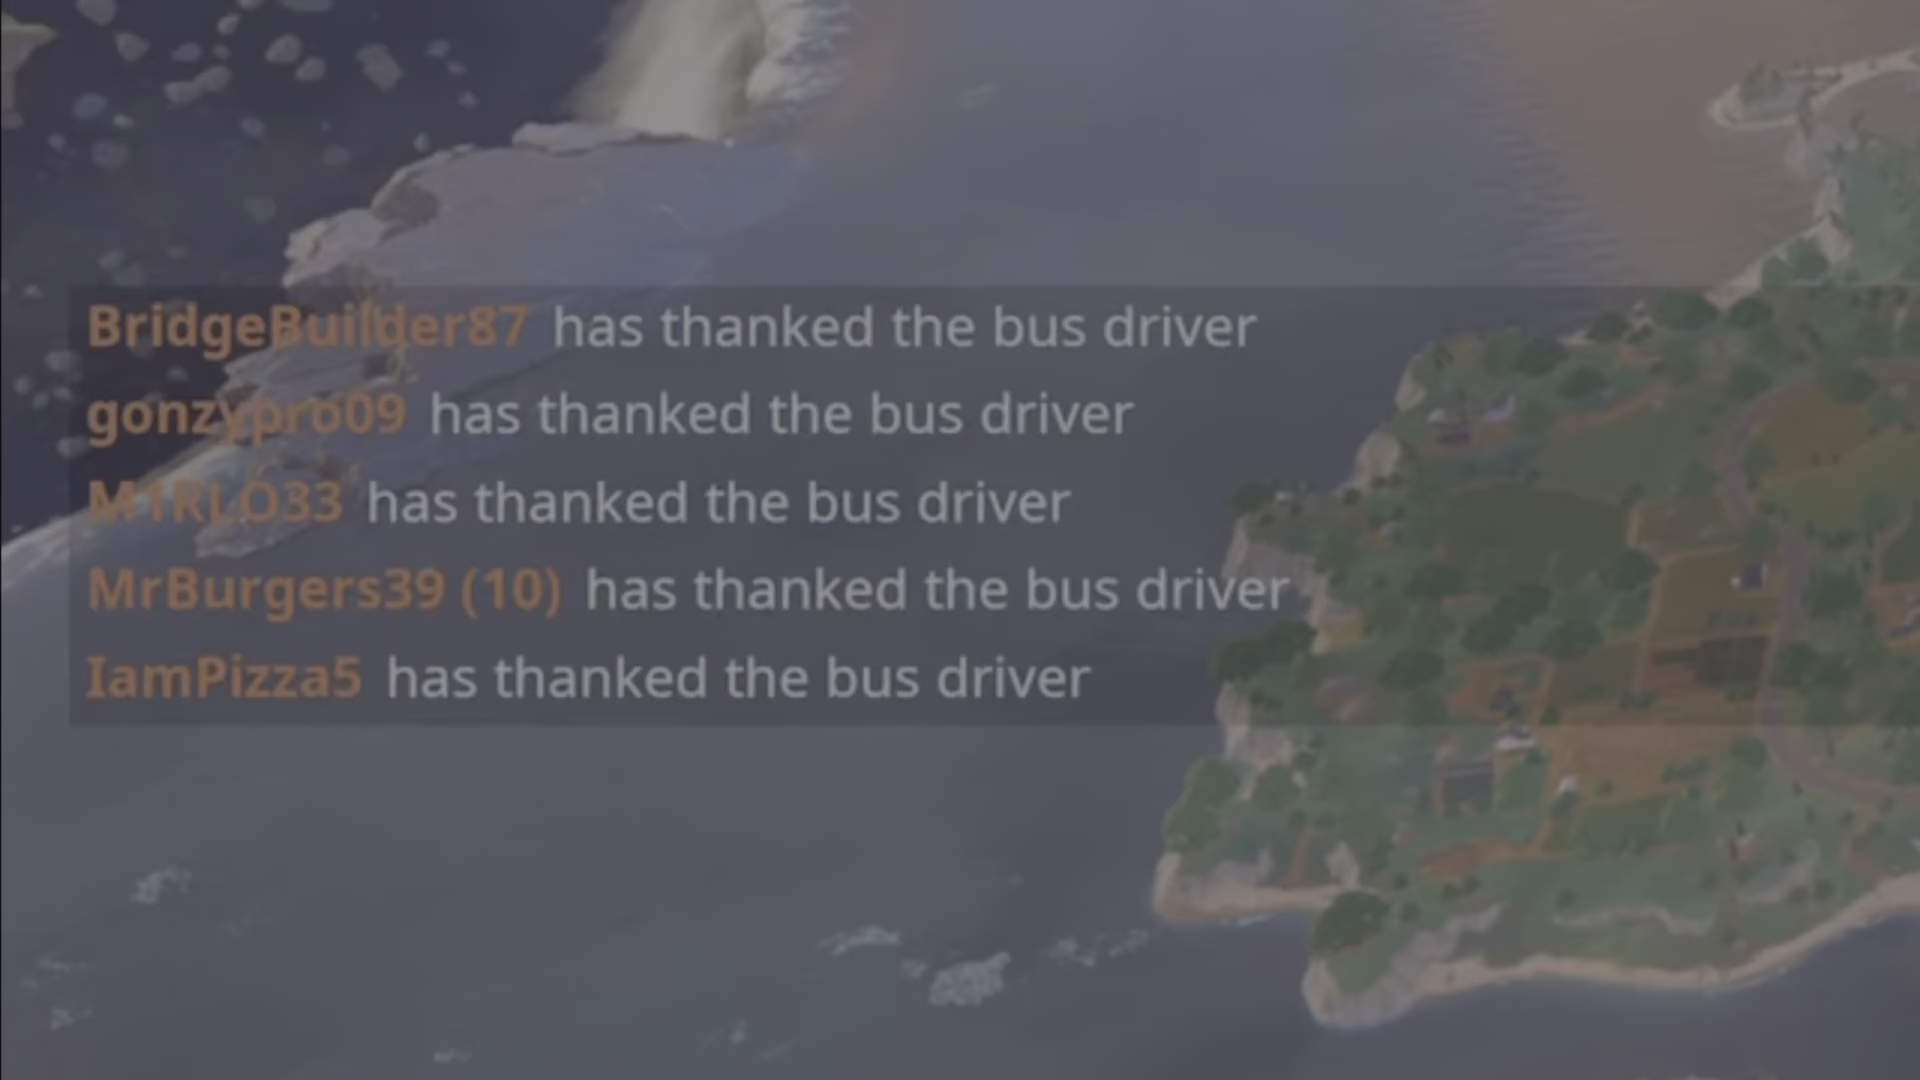 BridgeBuilder87 has thanked the bus driver
gonzypro09 has thanked the bus driver
M1RLO33 has thanked the bus driver
MrBurgers39 (10) has thanked the bus driver
IamPizza5 has thanked the bus driver